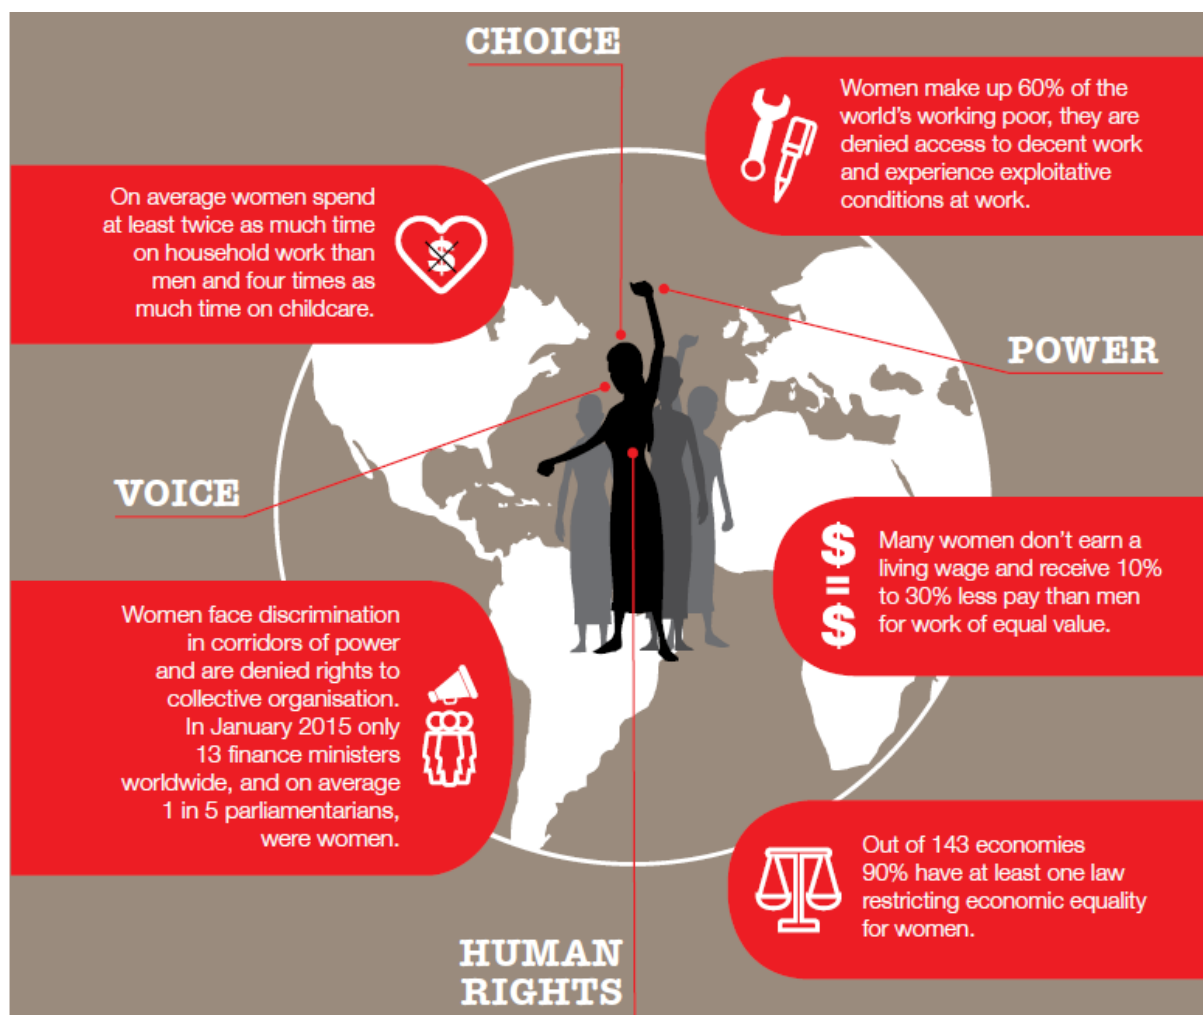 CHOICE
Women make up 60% of the
world's working poor, they are
denied access to decent work
and experience exploitative
conditions at work.
On average women spend
at least twice as much time
on household work than
men and four times as
much time on childcare.
$
POWER
VOICE
$
=
$
Many women don't earn a
living wage and receive 10%
to 30% less pay than men
for work of equal value.
Women face discrimination
in corridors of power
and are denied rights to
collective organisation.
In January 2015 only
13 finance ministers
worldwide, and on average
1 in 5 parliamentarians,
were women.
Out of 143 economies
90% have at least one law
restricting economic equality
for women.
HUMAN
RIGHTS